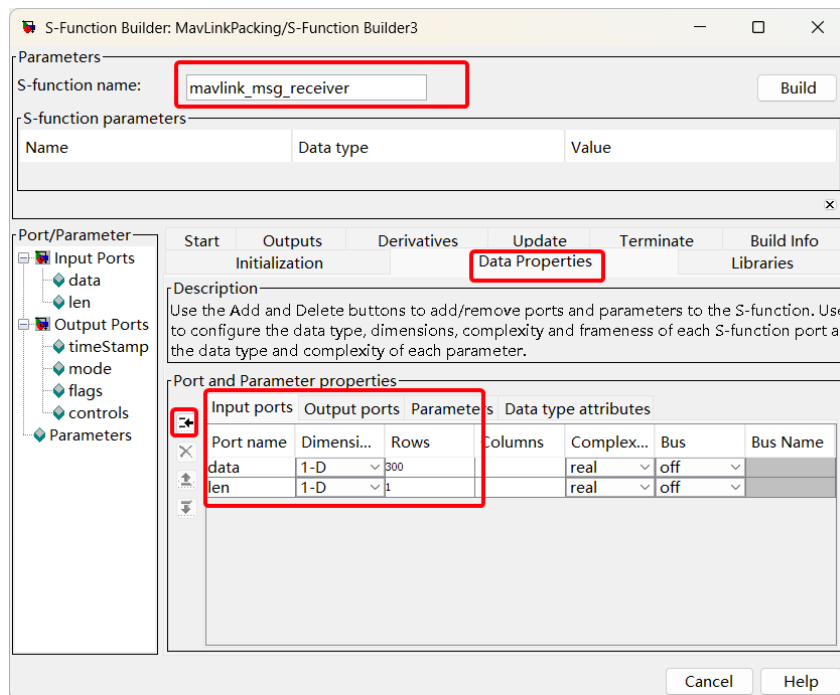 S-Function Builder: MavLinkPacking/S-Function Builder3
Parameters
S-function name: mavlink_msg_receiver Build
S-function parameters
Name Data type Value
Port/Parameter
Input Ports
data
len
Output Ports
timeStamp
mode
flags
controls
Parameters
Start Outputs Derivatives Update Terminate Build Info
Initialization Data Properties Libraries
Description
Use the Add and Delete buttons to add/remove ports and parameters to the S-function. Use
to configure the data type, dimensions, complexity and frameness of each S-function port a
the data type and complexity of each parameter.
Port and Parameter properties
Input ports Output ports Parameters Data type attributes
Port name Dimensi... Rows Columns Complex... Bus Bus Name
data 1-D 300 real off
len 1-D 1 real off
Cancel Help